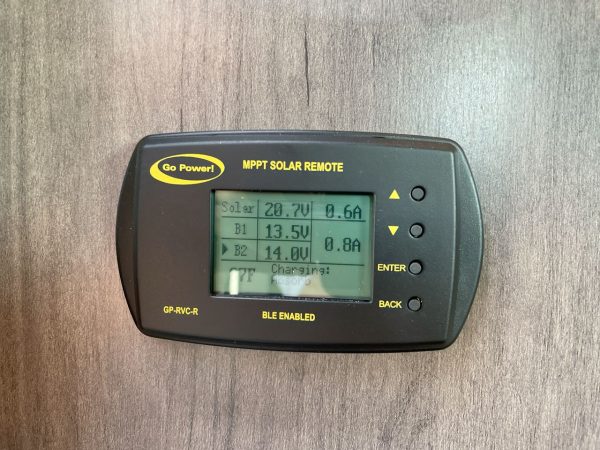 Go Power!
MPPT SOLAR REMOTE
Solar 20.7V 0.6A
B1 13.5V
0.8A
▶ B2 14.0V
Charging:
Absorb
ENTER
BACK
GP-RVC-R
BLE ENABLED